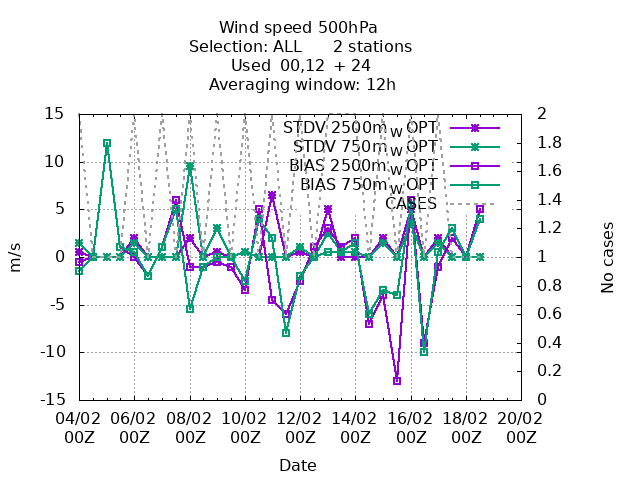 Wind speed 500hPa
Selection: ALL 2 stations
Used 00,12 + 24
Averaging window: 12h
15 2
STDV 2500m_w OPT
1.8
STDV 750m_w OPT
10 1.6
BIAS 2500m_w OPT
BIAS 750m_w OPT
1.4
CASES
5 1.2
m/s 0 1 No cases
0.8
-5 0.6
0.4
-10
0.2
-15 0
04/02 06/02 08/02 10/02 12/02 14/02 16/02 18/02 20/02
00Z 00Z 00Z 00Z 00Z 00Z 00Z 00Z 00Z
Date